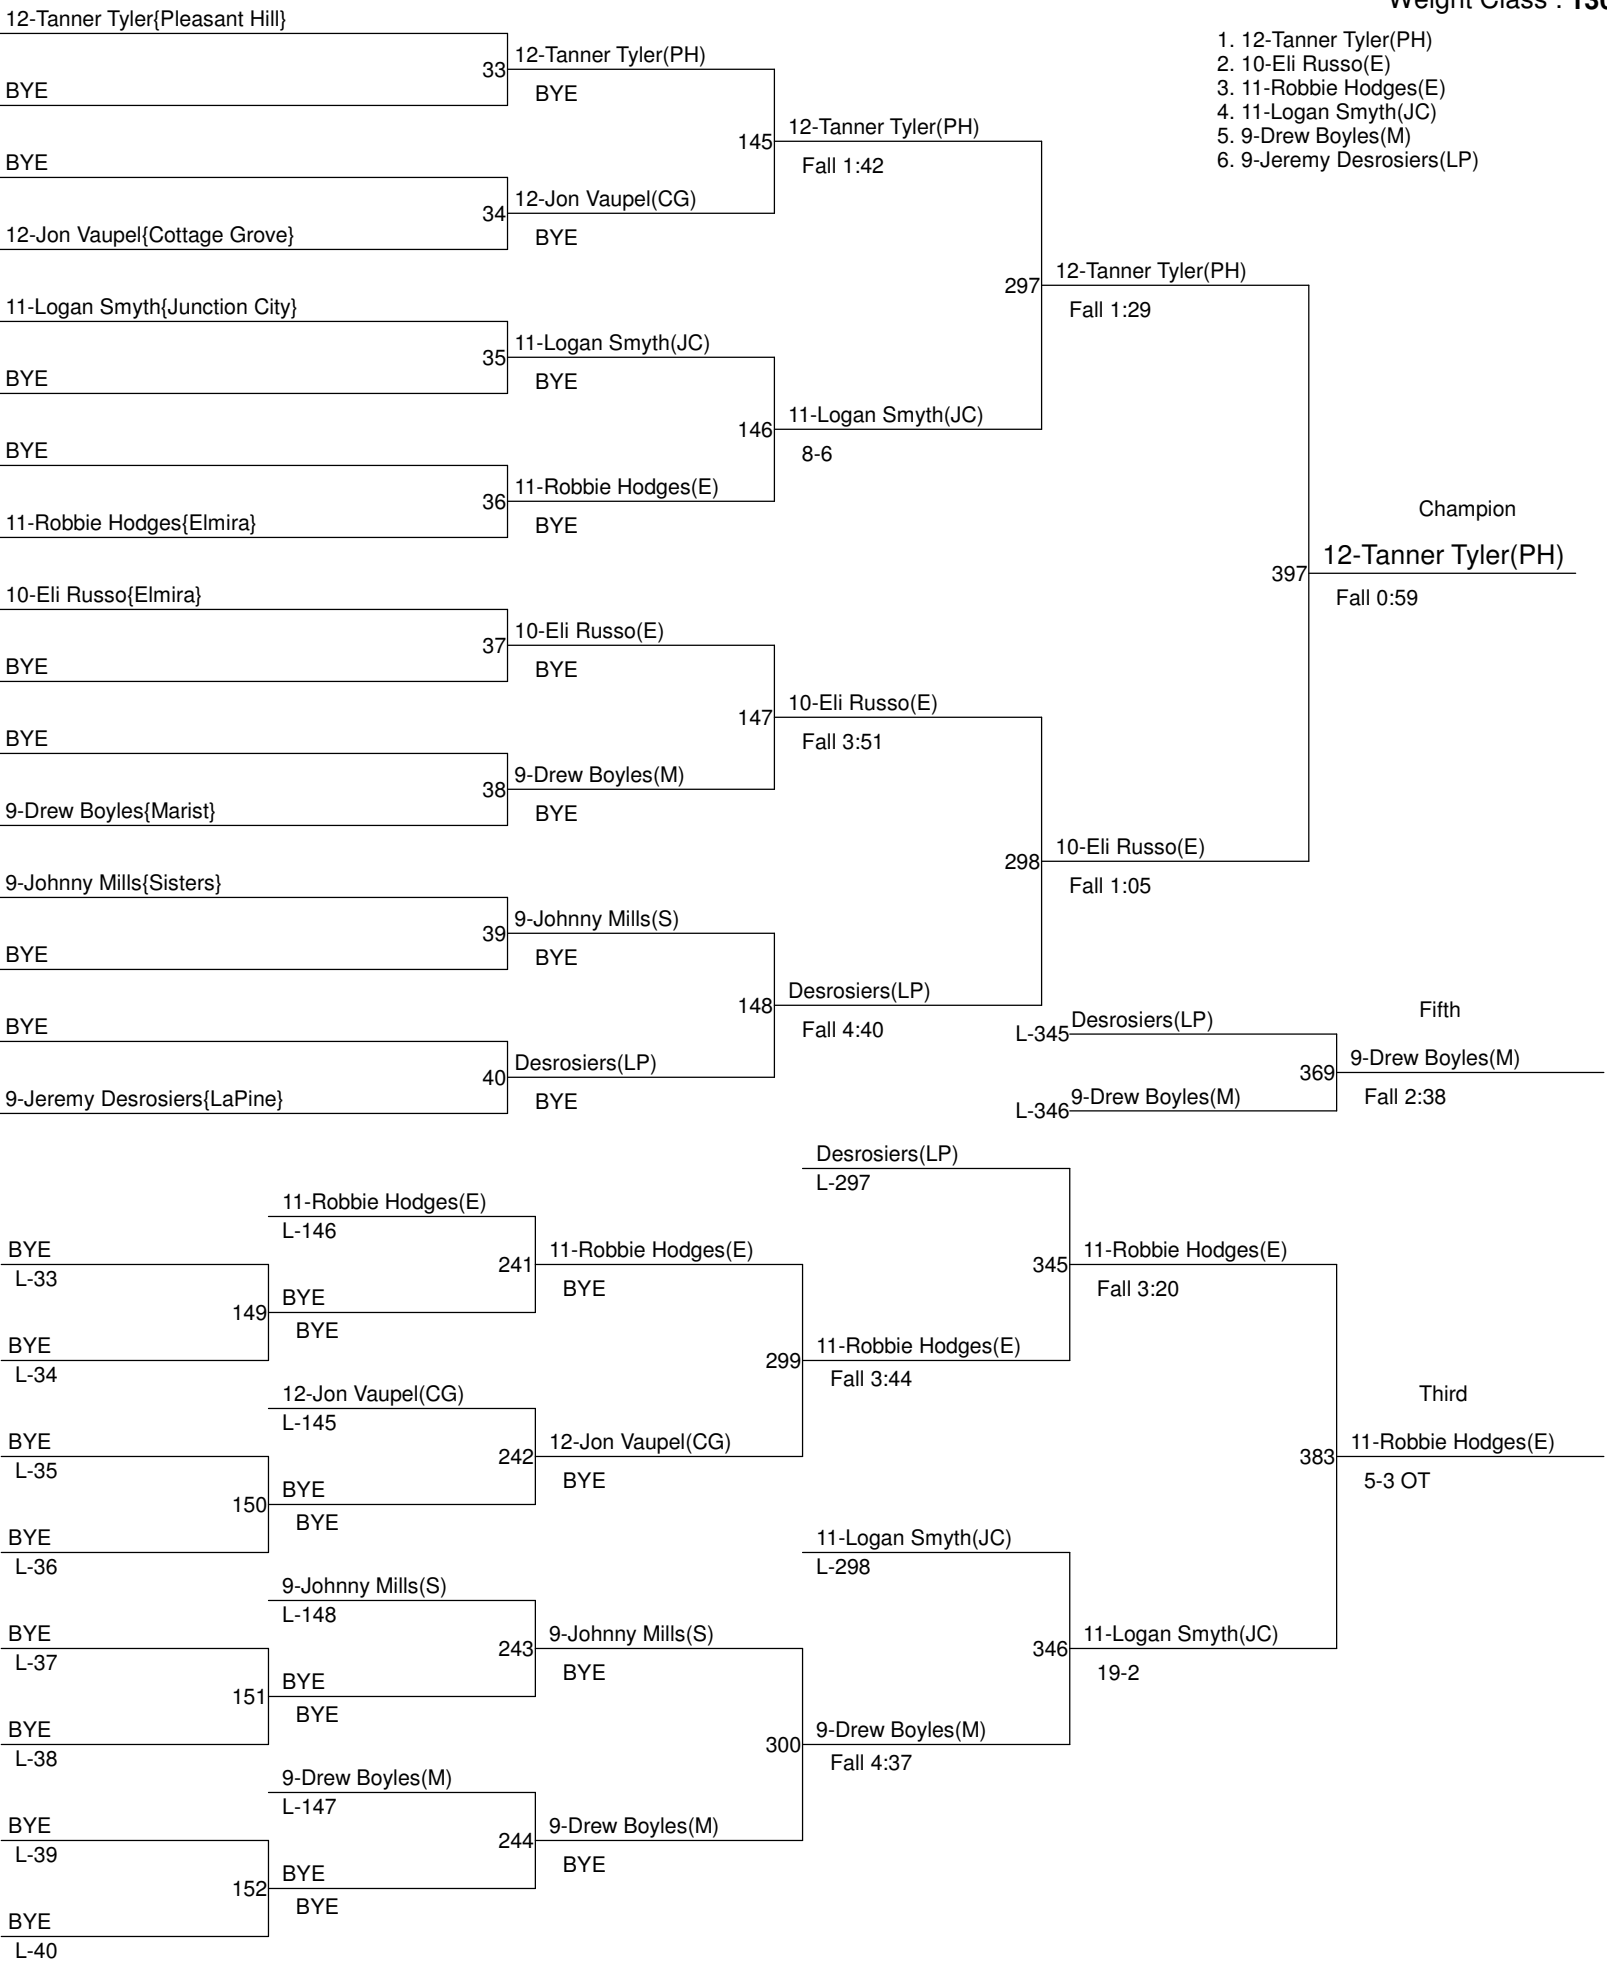 Weight Class :
1. 12-Tanner Tyler(PH)
2. 10-Eli Russo(E)
3. 11-Robbie Hodges(E)
4. 11-Logan Smyth(JC)
5. 9-Drew Boyles(M)
6. 9-Jeremy Desrosiers(LP)
12-Tanner Tyler{Pleasant Hill}
BYE
33
BYE
12-Jon Vaupel{Cottage Grove}
34
11-Logan Smyth{Junction City}
BYE
35
BYE
11-Robbie Hodges{Elmira}
36
10-Eli Russo{Elmira}
BYE
37
BYE
9-Drew Boyles{Marist}
38
9-Johnny Mills{Sisters}
BYE
39
BYE
9-Jeremy Desrosiers{LaPine}
40
12-Tanner Tyler(PH)
BYE
145
12-Jon Vaupel(CG)
BYE
11-Logan Smyth(JC)
BYE
146
11-Robbie Hodges(E)
BYE
10-Eli Russo(E)
BYE
147
9-Drew Boyles(M)
BYE
9-Johnny Mills(S)
BYE
148
Desrosiers(LP)
BYE
12-Tanner Tyler(PH)
Fall 1:42
297
11-Logan Smyth(JC)
8-6
10-Eli Russo(E)
Fall 3:51
298
Desrosiers(LP)
Fall 4:40
12-Tanner Tyler(PH)
Fall 1:29
397
10-Eli Russo(E)
Fall 1:05
Champion
12-Tanner Tyler(PH)
Fall 0:59
L-345
Desrosiers(LP)
L-346
9-Drew Boyles(M)
369
Fifth
9-Drew Boyles(M)
Fall 2:38
BYE
L-33
149
BYE
L-34
BYE
L-35
150
BYE
L-36
BYE
L-37
151
BYE
L-38
BYE
L-39
152
BYE
L-40
11-Robbie Hodges(E)
L-146
241
BYE
BYE
12-Jon Vaupel(CG)
L-145
242
BYE
BYE
9-Johnny Mills(S)
L-148
243
BYE
BYE
9-Drew Boyles(M)
L-147
244
BYE
BYE
11-Robbie Hodges(E)
BYE
299
12-Jon Vaupel(CG)
BYE
9-Johnny Mills(S)
BYE
300
9-Drew Boyles(M)
BYE
Desrosiers(LP)
L-297
345
11-Robbie Hodges(E)
Fall 3:44
11-Logan Smyth(JC)
L-298
346
9-Drew Boyles(M)
Fall 4:37
11-Robbie Hodges(E)
Fall 3:20
383
11-Logan Smyth(JC)
19-2
Third
11-Robbie Hodges(E)
5-3 OT